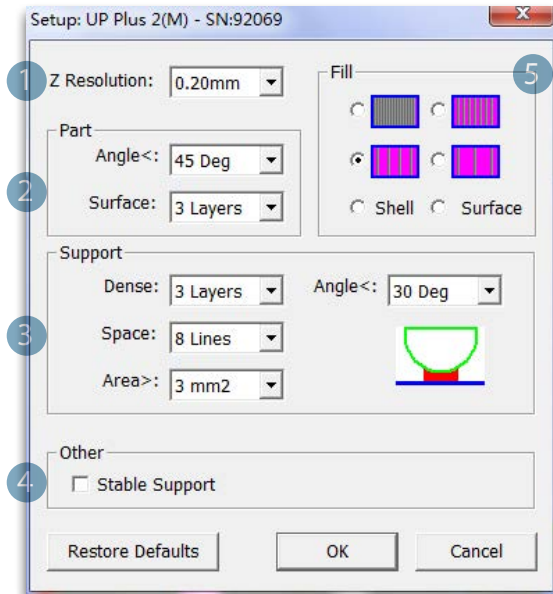 Setup: UP Plus 2(M) - SN:92069
X
1
Z Resolution: 0.20mm
Fill
5
Part
Angle<: 45 Deg
2
Surface: 3 Layers
Shell Surface
Support
Dense: 3 Layers Angle<: 30 Deg
3
Space: 8 Lines
Area>: 3 mm2
Other
4
Stable Support
Restore Defaults OK Cancel